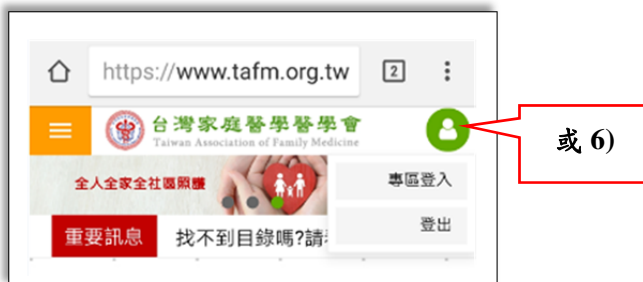 https://www.tafm.org.tw
2
台灣家庭醫學醫學會
Taiwan Association of Family Medicine
或 6)
全人全家全社區照護
專區登入
登出
重要訊息
找不到目錄嗎?請